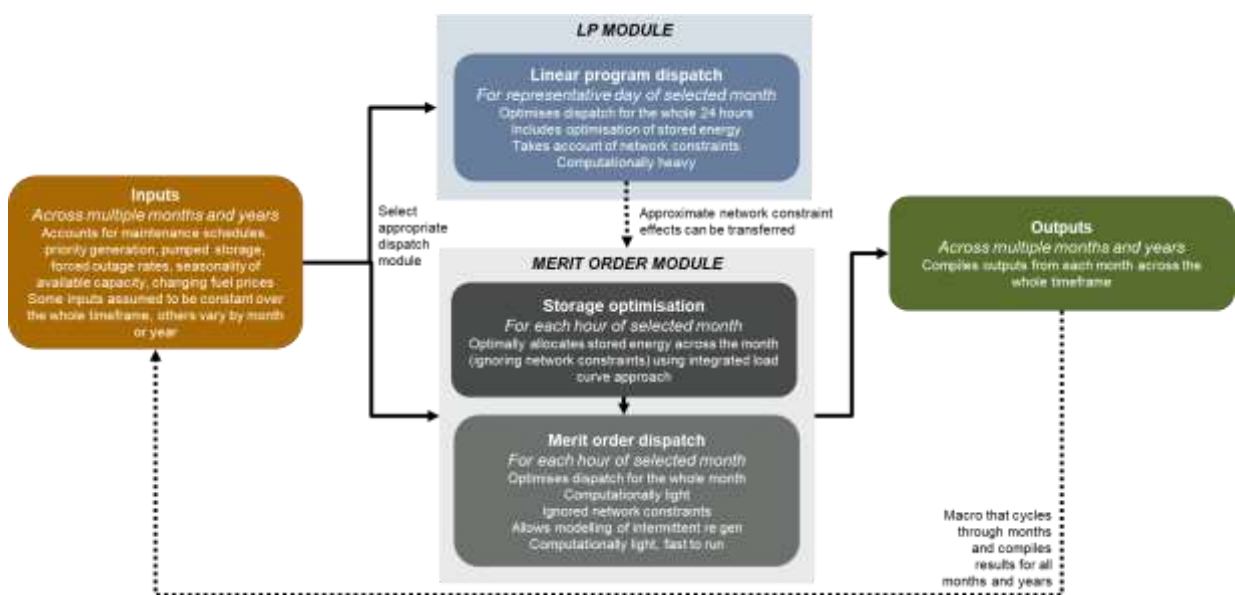 LP MODULE
Linear program dispatch
For representative day of selected month
Optimises dispatch for the whole 24 hours
Includes optimisation of stored energy
Takes account of network constraints
Computationally heavy
Inputs
Across multiple months and years
Accounts for maintenance schedules,
priority generation, pumped storage,
forced outage rates, seasonality of
available capacity, changing fuel prices
Some inputs assumed to be constant over
the whole timeframe, others vary by month
or year
Select
appropriate
dispatch
module
Approximate network constraint
effects can be transferred
MERIT ORDER MODULE
Storage optimisation
For each hour of selected month
Optimally allocates stored energy across the month
(ignoring network constraints) using integrated load
curve approach
Merit order dispatch
For each hour of selected month
Optimises dispatch for the whole month
Computationally light
Ignored network constraints
Allows modelling of intermittent re gen
Computationally light, fast to run
Outputs
Across multiple months and years
Compiles outputs from each month across the
whole timeframe
Macro that cycles
through months
and compiles
results for all
months and years